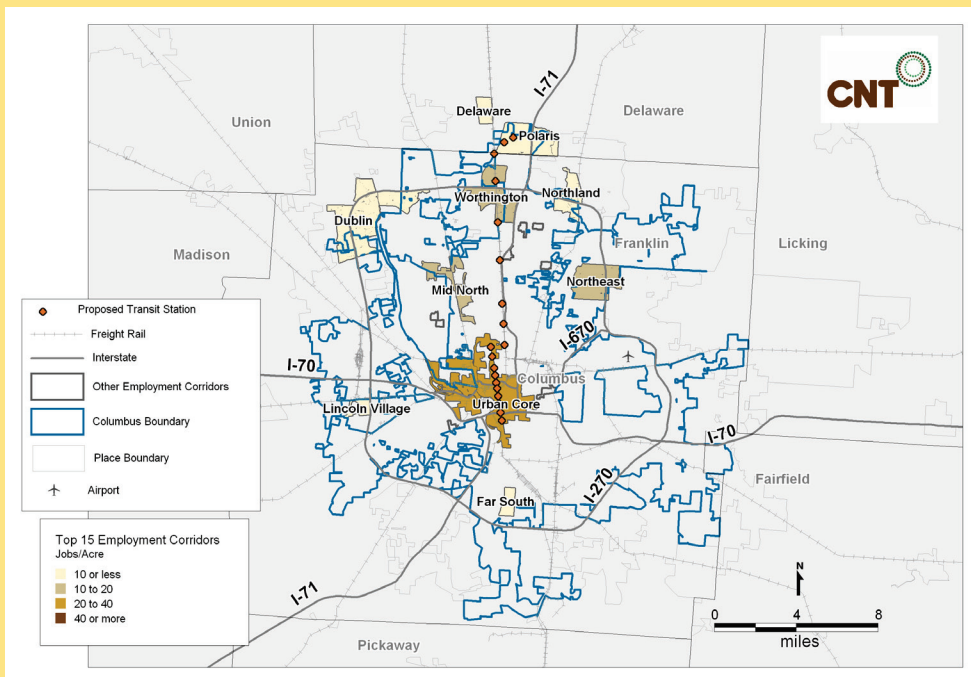 I-71
CNT
Delaware
Delaware
Union
Polaris
Northland
Worthington
Dublin
Franklin
Licking
Madison
Northeast
Mid North
I-670
I-70
Columbus
Urban Core
Lincoln Village
I-70
Fairfield
I-270
Far South
I-71
Pickaway
Proposed Transit Station
Freight Rail
Interstate
Other Employment Corridors
Columbus Boundary
Place Boundary
Airport
Top 15 Employment Corridors
Jobs/Acre
10 or less
10 to 20
20 to 40
40 or more
N
0 4 8
miles